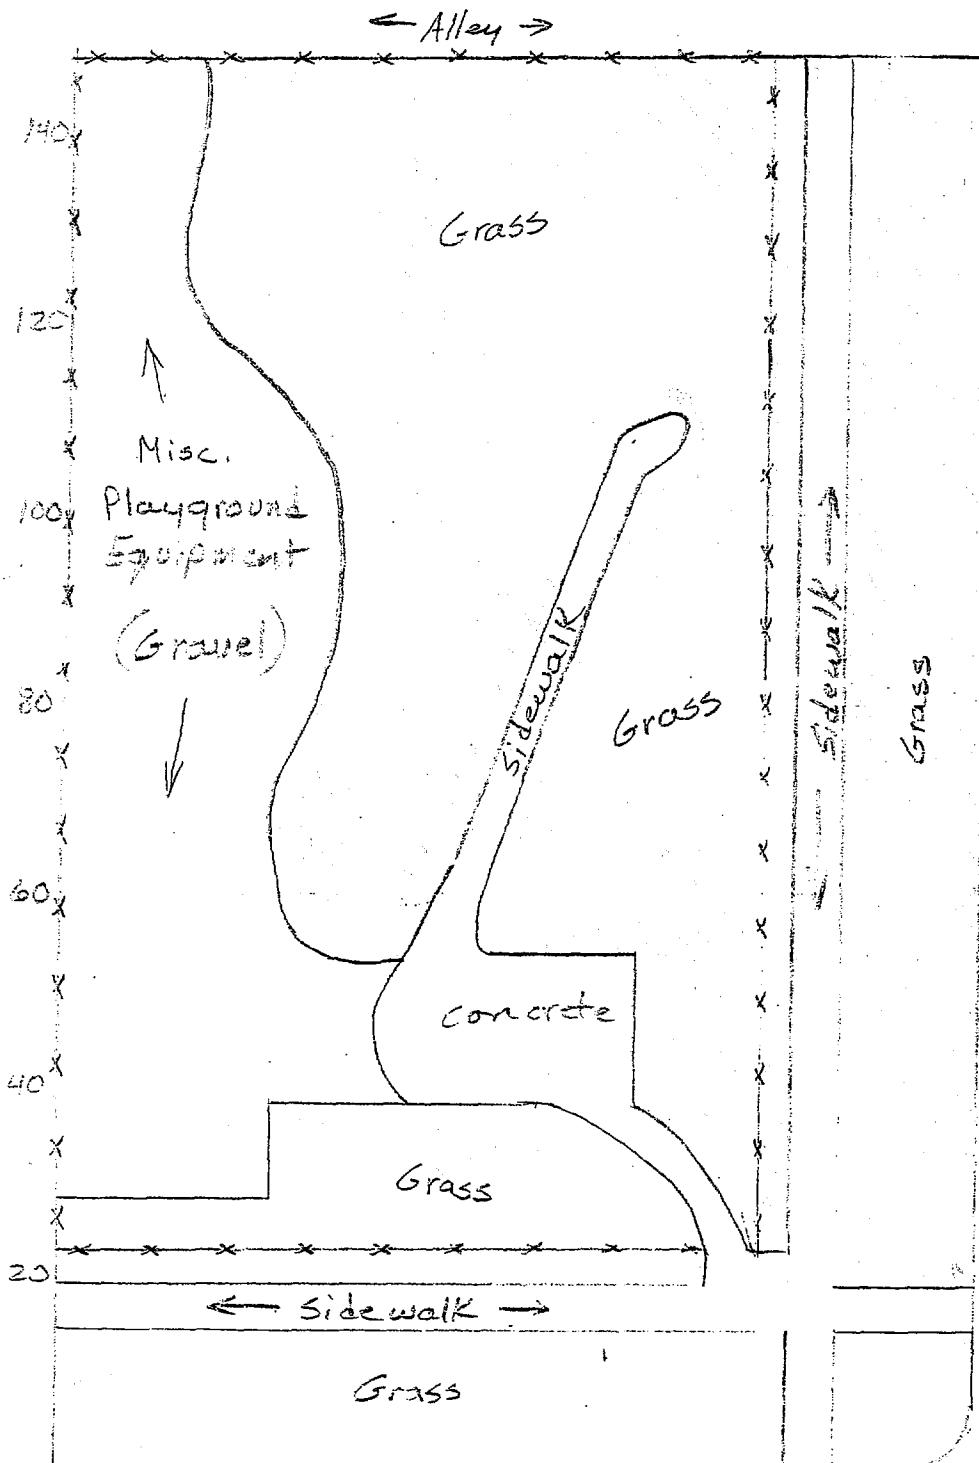 ← Alley →
140
Grass
120
Misc.
100
Playground
Equipment
(Gravel)
Sidewalk
80
Grass
← Sidewalk →
Grass
60
concrete
40
Grass
20
← Sidewalk →
Grass